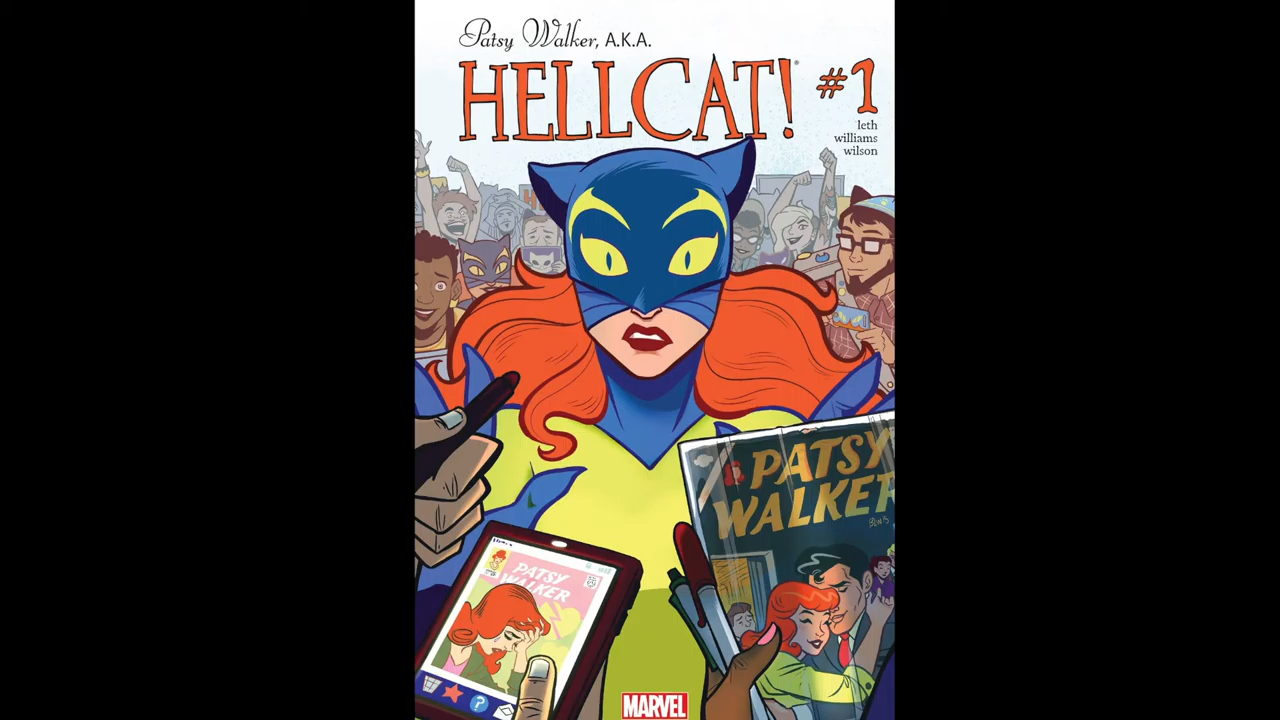 Patsy Walker, A.K.A.
HELLCAT! #1
leth
williams
wilson
PATSY
WALKER
PATSY
WALKER
MARVEL